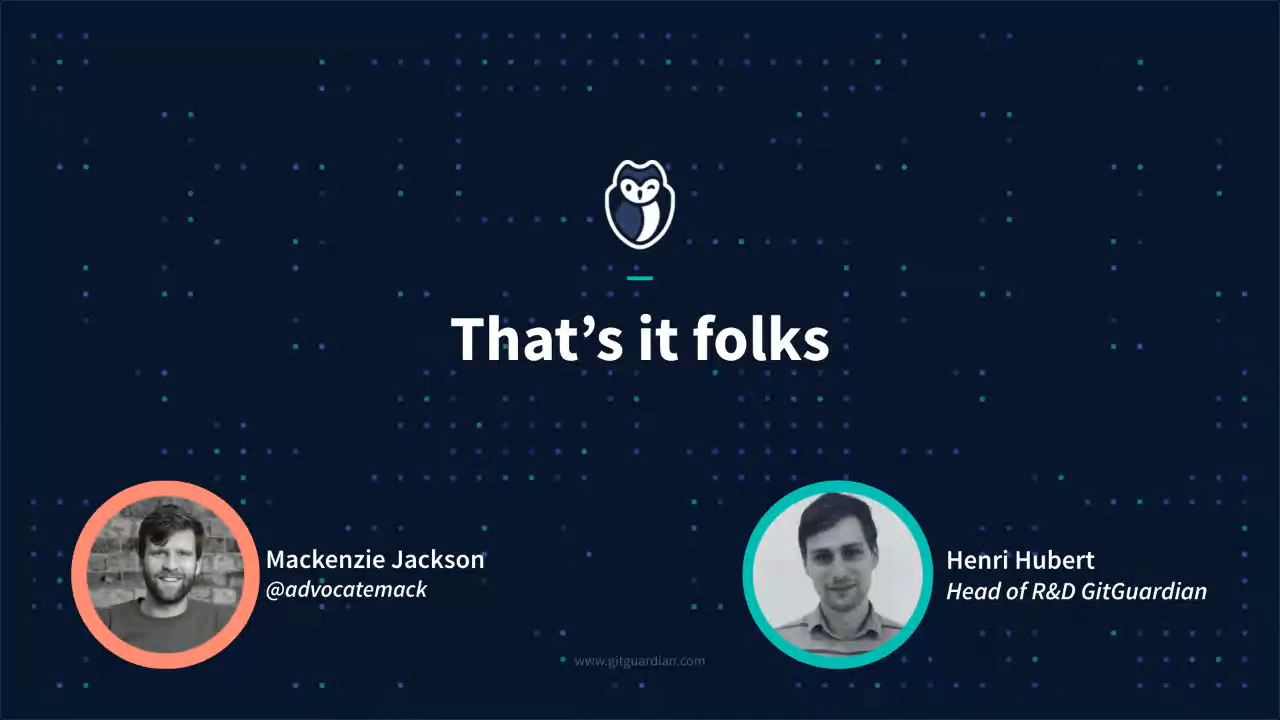 That’s it folks
Mackenzie Jackson
@advocatemack
Henri Hubert
Head of R&D GitGuardian
www.gitguardian.com